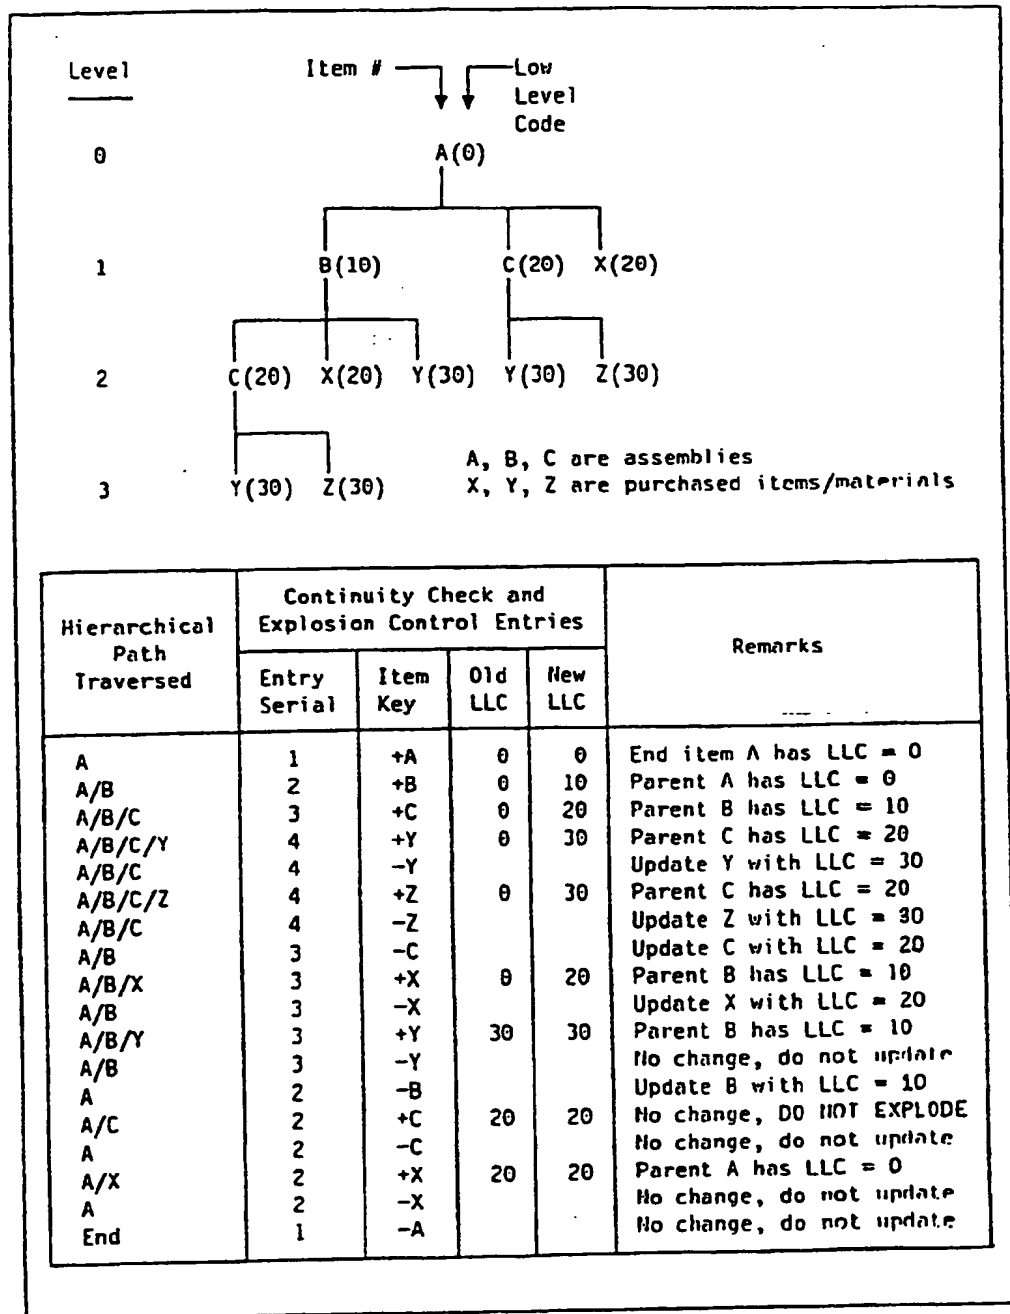 Level Item # Low
Level
Code
0 A(0)
1 B(10) C(20) X(20)
2 C(20) X(20) Y(30) Y(30) Z(30)
A, B, C are assemblies
3 Y(30) Z(30) X, Y, Z are purchased items/materials
Hierarchical Path Traversed
Continuity Check and
Explosion Control Entries
Entry Serial
Item Key
Old LLC
New LLC
Remarks
A 1 +A 0 0 End item A has LLC = 0
A/B 2 +B 0 10 Parent A has LLC = 0
A/B/C 3 +C 0 20 Parent B has LLC = 10
A/B/C/Y 4 +Y 0 30 Parent C has LLC = 20
A/B/C 4 -Y Update Y with LLC = 30
A/B/C/Z 4 +Z 0 30 Parent C has LLC = 20
A/B/C 4 -Z Update Z with LLC = 30
A/B 3 -C Update C with LLC = 20
A/B/X 3 +X 0 20 Parent B has LLC = 10
A/B 3 -X Update X with LLC = 20
A/B/Y 3 +Y 30 30 Parent B has LLC = 10
A/B 3 -Y No change, do not update
A 2 -B Update B with LLC = 10
A/C 2 +C 20 20 No change, DO NOT EXPLODE
A 2 -C No change, do not update
A/X 2 +X 20 20 Parent A has LLC = 0
A 2 -X No change, do not update
End 1 -A No change, do not update